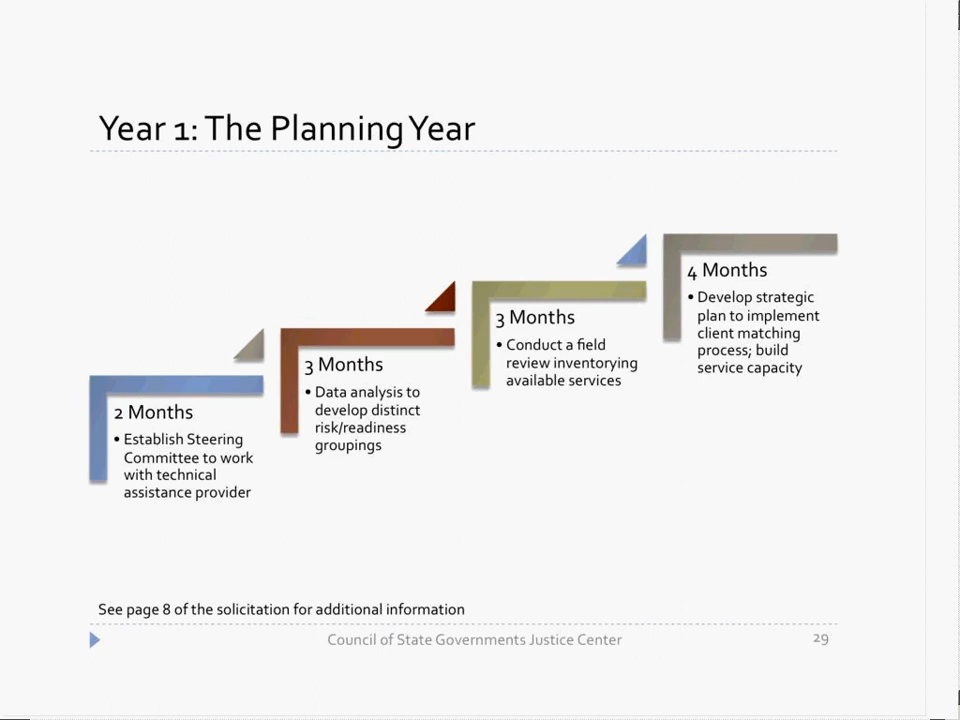 Year 1: The Planning Year
2 Months
• Establish Steering
Committee to work
with technical
assistance provider
3 Months
• Data analysis to
develop distinct
risk/readiness
groupings
3 Months
• Conduct a field
review inventorying
available services
4 Months
• Develop strategic
plan to implement
client matching
process; build
service capacity
See page 8 of the solicitation for additional information
Council of State Governments Justice Center
29